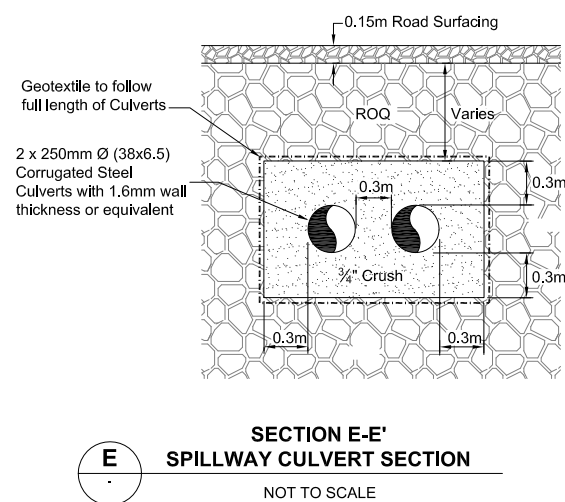 0.15m Road Surfacing
Geotextile to follow
full length of Culverts
ROQ
Varies
2 x 250mm Ø (38x6.5)
Corrugated Steel
Culverts with 1.6mm wall
thickness or equivalent
0.3m
0.3m
3/4" Crush
0.3m
0.3m
0.3m
E
-
SECTION E-E'
SPILLWAY CULVERT SECTION
NOT TO SCALE